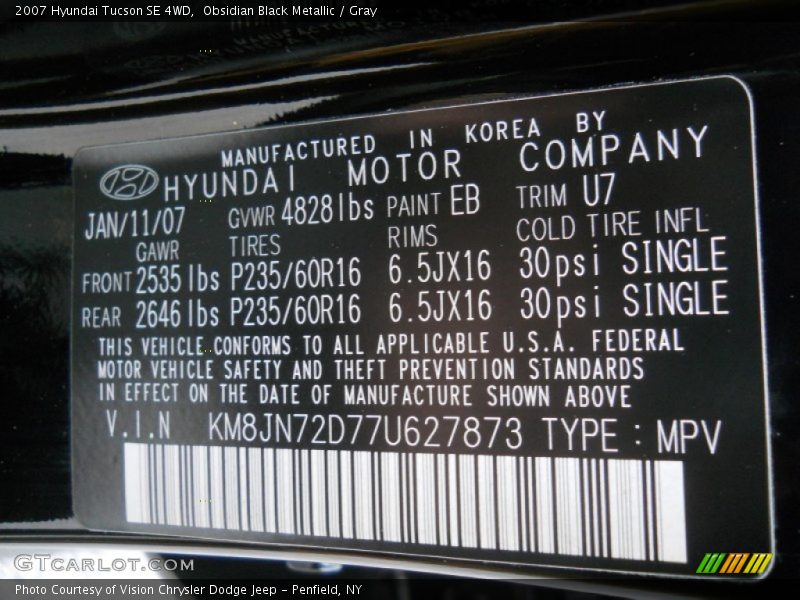 2007 Hyundai Tucson SE 4WD,  Obsidian Black Metallic / Gray
MANUFACTURED IN KOREA BY
HYUNDAI MOTOR COMPANY
JAN/11/07 GVWR 4828lbs PAINT EB TRIM U7
GAWR TIRES RIMS COLD TIRE INFL
FRONT 2535 lbs P235/60R16 6.5JX16 30psi SINGLE
REAR 2646 lbs P235/60R16 6.5JX16 30psi SINGLE
THIS VEHICLE CONFORMS TO ALL APPLICABLE U.S.A. FEDERAL
MOTOR VEHICLE SAFETY AND THEFT PREVENTION STANDARDS
IN EFFECT ON THE DATE OF MANUFACTURE SHOWN ABOVE
V.I.N KM8JN72D77U627873 TYPE : MPV
GTCARLOT.COM
Photo Courtesy of Vision Chrysler Dodge Jeep - Penfield, NY